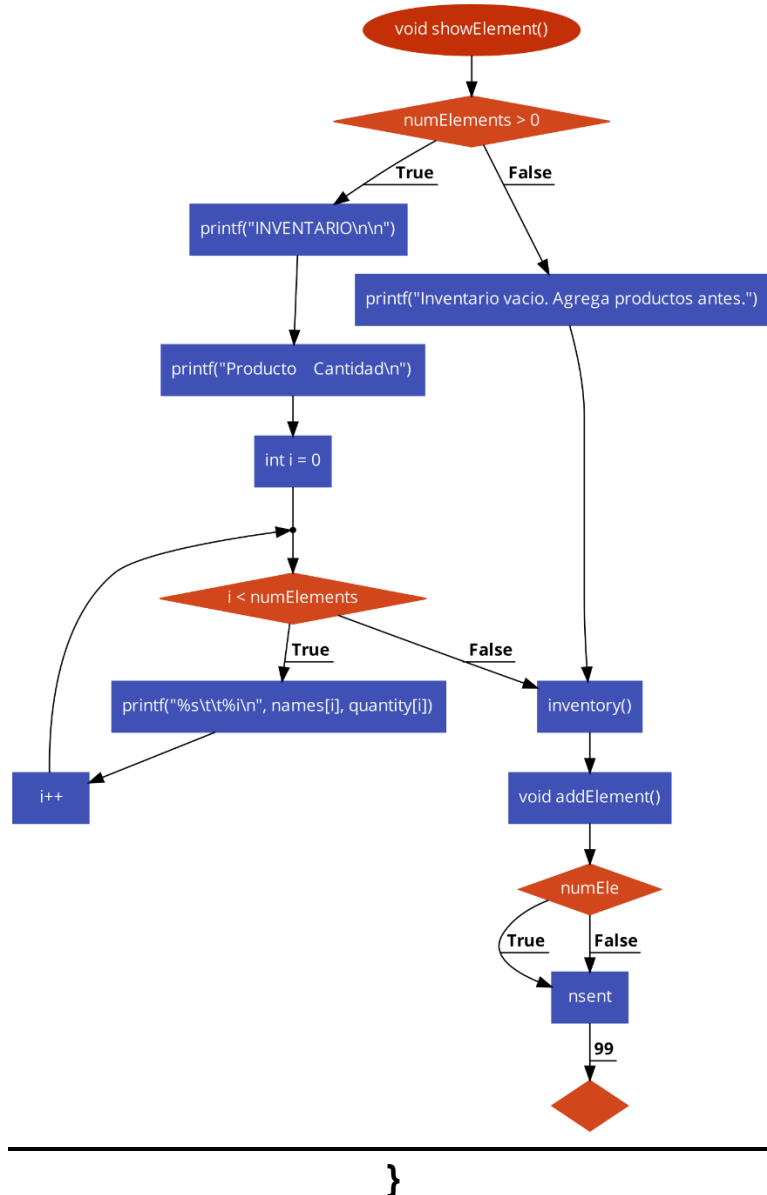 void showElement()
numElements > 0
True
False
printf("INVENTARIO\n\n")
printf("Inventario vacio. Agrega productos antes.")
printf("Producto    Cantidad\n")
int i = 0
i < numElements
True
False
printf("%s\t\t%i\n", names[i], quantity[i])
inventory()
i++
void addElement()
numEle
True
False
nsent
99
}